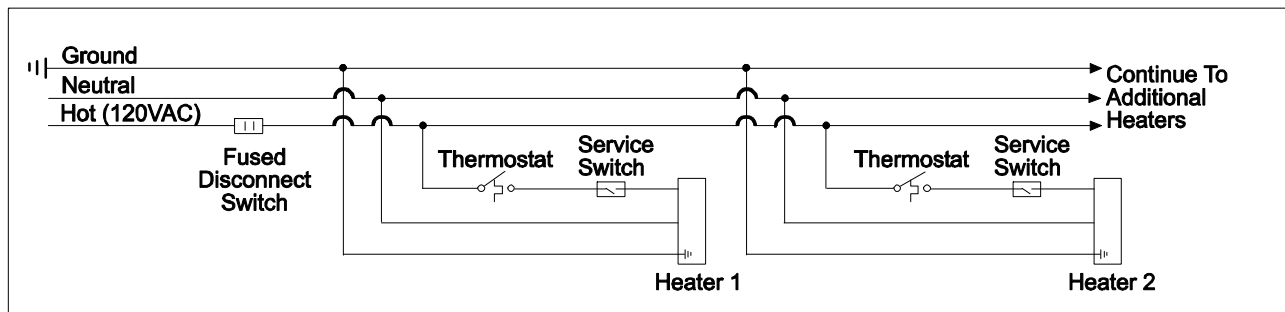 Ground
Neutral
Hot (120VAC)
Continue To
Additional
Heaters
Fused
Disconnect
Switch
Thermostat
Service
Switch
Thermostat
Service
Switch
Heater 1
Heater 2